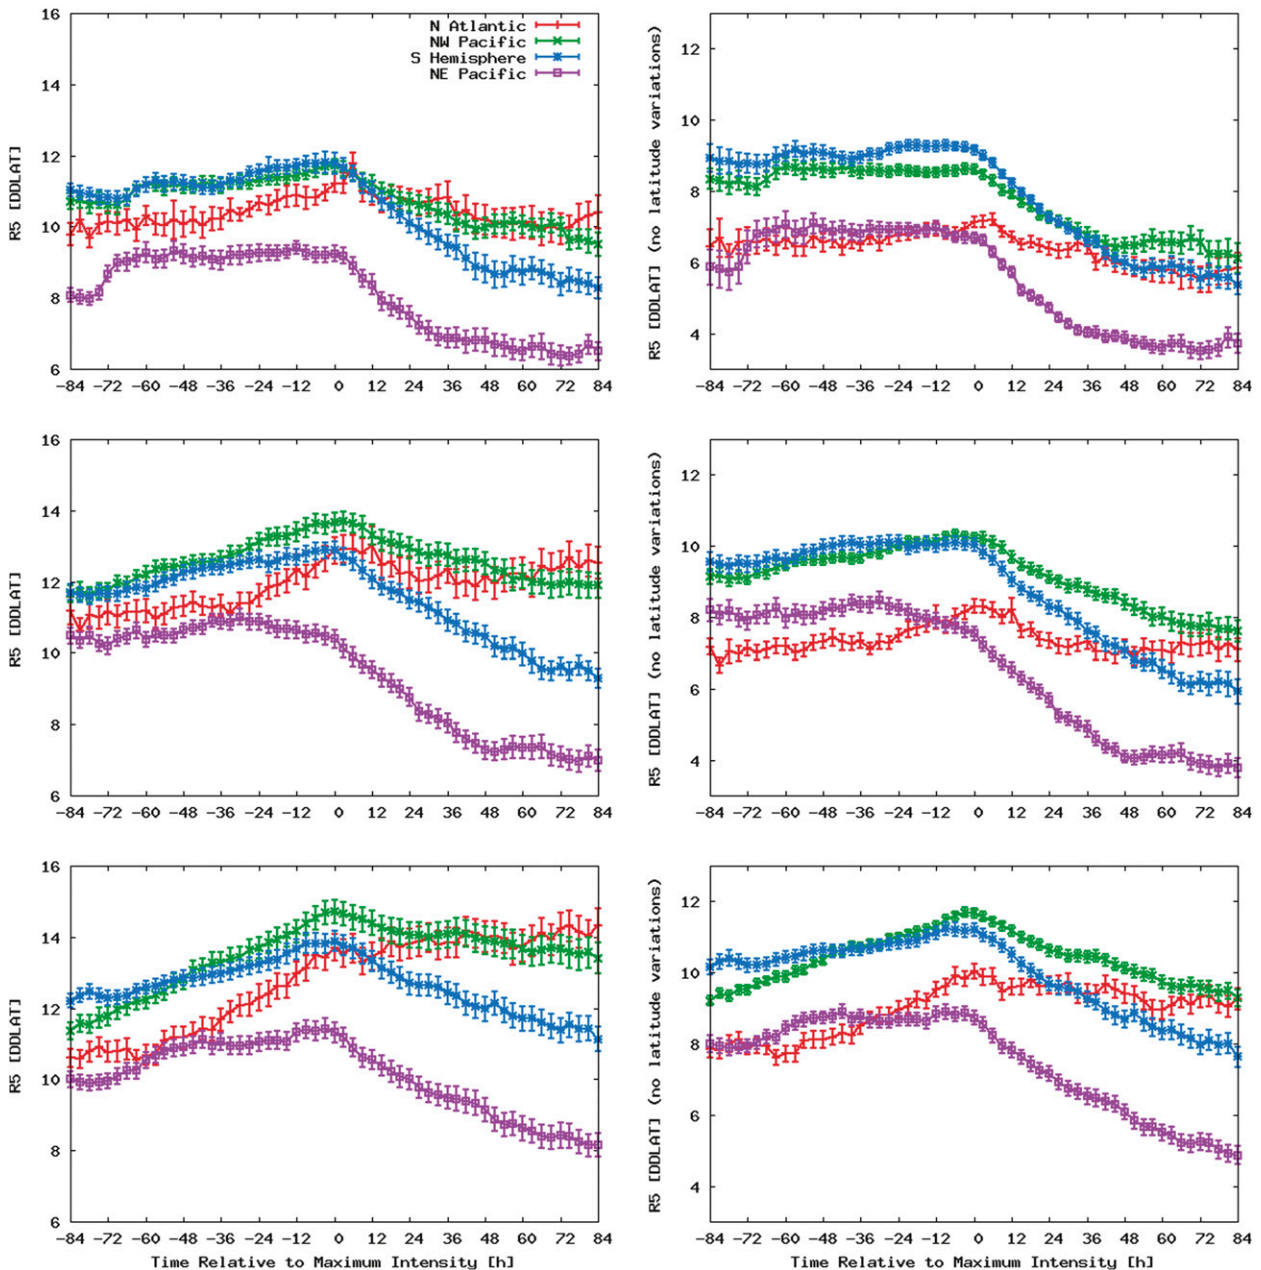 16
14
12
10
8
6
R5 [DDLAT]
N Atlantic
NW Pacific
S Hemisphere
NE Pacific
-84 -72 -60 -48 -36 -24 -12 0 12 24 36 48 60 72 84
12
10
8
6
4
R5 [DDLAT] (no latitude variations)
-84 -72 -60 -48 -36 -24 -12 0 12 24 36 48 60 72 84
16
14
12
10
8
6
R5 [DDLAT]
-84 -72 -60 -48 -36 -24 -12 0 12 24 36 48 60 72 84
12
10
8
6
4
R5 [DDLAT] (no latitude variations)
-84 -72 -60 -48 -36 -24 -12 0 12 24 36 48 60 72 84
16
14
12
10
8
6
R5 [DDLAT]
-84 -72 -60 -48 -36 -24 -12 0 12 24 36 48 60 72 84
Time Relative to Maximum Intensity [h]
12
10
8
6
4
R5 [DDLAT] (no latitude variations)
-84 -72 -60 -48 -36 -24 -12 0 12 24 36 48 60 72 84
Time Relative to Maximum Intensity [h]